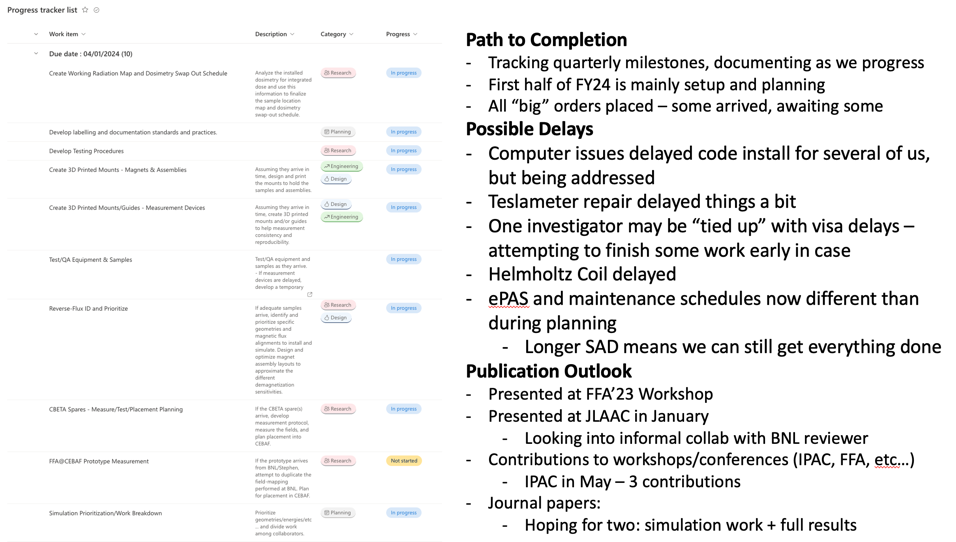 Progress tracker list
Work item
Description
Category
Progress
Due date : 04/01/2024 (10)
Create Working Radiation Map and Dosimetry Swap Out Schedule
Analyze the installed
dosimetry for integrated
dose and use this
information to finalize
the sample location
map and dosimetry
swap-out schedule.
Research
In progress
Develop labelling and documentation standards and practices.
Planning
In progress
Develop Testing Procedures
Research
In progress
Create 3D Printed Mounts - Magnets & Assemblies
Assuming they arrive in
time, design and print
the mounts to hold the
samples and assemblies.
Engineering
Design
In progress
Create 3D Printed Mounts/Guides - Measurement Devices
Assuming they arrive in
time, create 3D printed
mounts and/or guides
to help measurement
consistency and
reproducibility.
Design
Engineering
In progress
Test/QA Equipment & Samples
Test/QA equipment and
samples as they arrive.
- If measurement
devices are delayed,
develop a temporary
In progress
Reverse-Flux ID and Prioritize
If adequate samples
arrive, identify and
prioritize specific
geometries and
magnetic flux
alignments to install and
simulate. Design and
optimize magnet
assembly layouts to
approximate the
different
demagnetization
sensitivities.
Research
Design
In progress
CBETA Spares - Measure/Test/Placement Planning
If the CBETA spare(s)
arrive, develop
measurement protocol,
measure the fields, and
plan placement into
CEBAF.
Research
In progress
FFA@CEBAF Prototype Measurement
If the prototype arrives
from BNL/Stephen,
attempt to duplicate the
field-mapping
performed at BNL. Plan
for placement in CEBAF.
Research
Not started
Simulation Prioritization/Work Breakdown
Prioritize
geometries/energies/etc
... and divide work
among collaborators.
Planning
In progress
Path to Completion
- Tracking quarterly milestones, documenting as we progress
- First half of FY24 is mainly setup and planning
- All “big” orders placed – some arrived, awaiting some
Possible Delays
- Computer issues delayed code install for several of us,
but being addressed
- Teslameter repair delayed things a bit
- One investigator may be “tied up” with visa delays –
attempting to finish some work early in case
- Helmholtz Coil delayed
- ePAS and maintenance schedules now different than
during planning
- Longer SAD means we can still get everything done
Publication Outlook
- Presented at FFA’23 Workshop
- Presented at JLAAC in January
- Looking into informal collab with BNL reviewer
- Contributions to workshops/conferences (IPAC, FFA, etc…)
- IPAC in May – 3 contributions
- Journal papers:
- Hoping for two: simulation work + full results